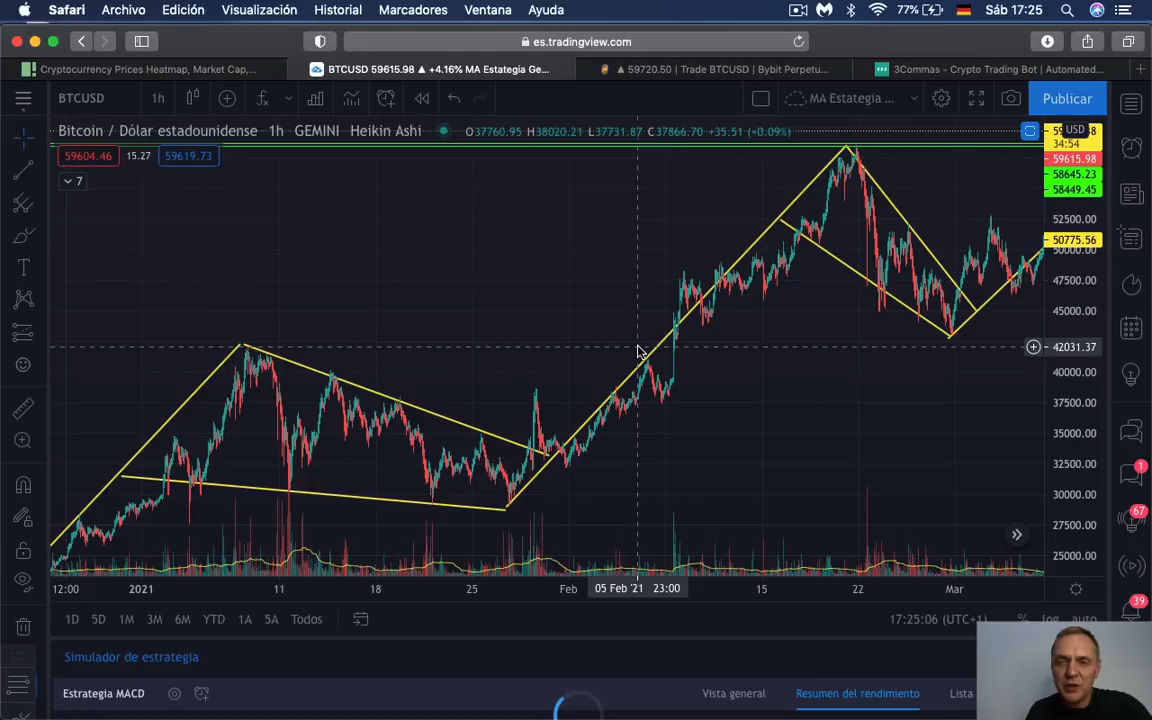 Safari Archivo Edición Visualización Historial Marcadores Ventana Ayuda 77% Sáb 17:25
es.tradingview.com
Cryptocurrency Prices Heatmap, Market Cap,... BTCUSD 59615.98 ▲ +4.16% MA Estategia Ge... ▲ 59720.50 | Trade BTCUSD | Bybit Perpetu... 3Commas - Crypto Trading Bot | Automated...
BTCUSD 1h MA Estategia ... Publicar
Bitcoin / Dólar estadounidense 1h GEMINI Heikin Ashi O37760.95 H38020.21 L37731.87 C37866.70 +35.51 (+0.09%)
USD
34:54
59604.46 15.27 59619.73
59615.98
58645.23
7
58449.45
52500.00
50775.56
50000.00
47500.00
45000.00
42031.37
40000.00
37500.00
35000.00
32500.00
30000.00
27500.00
25000.00
1
67
39
12:00 2021 11 18 25 Feb 05 Feb '21 23:00 15 22 Mar
1D 5D 1M 3M 6M YTD 1A 5A Todos 17:25:06 (UTC+1) % log auto
Simulador de estrategia
Estrategia MACD Vista general Resumen del rendimiento Lista